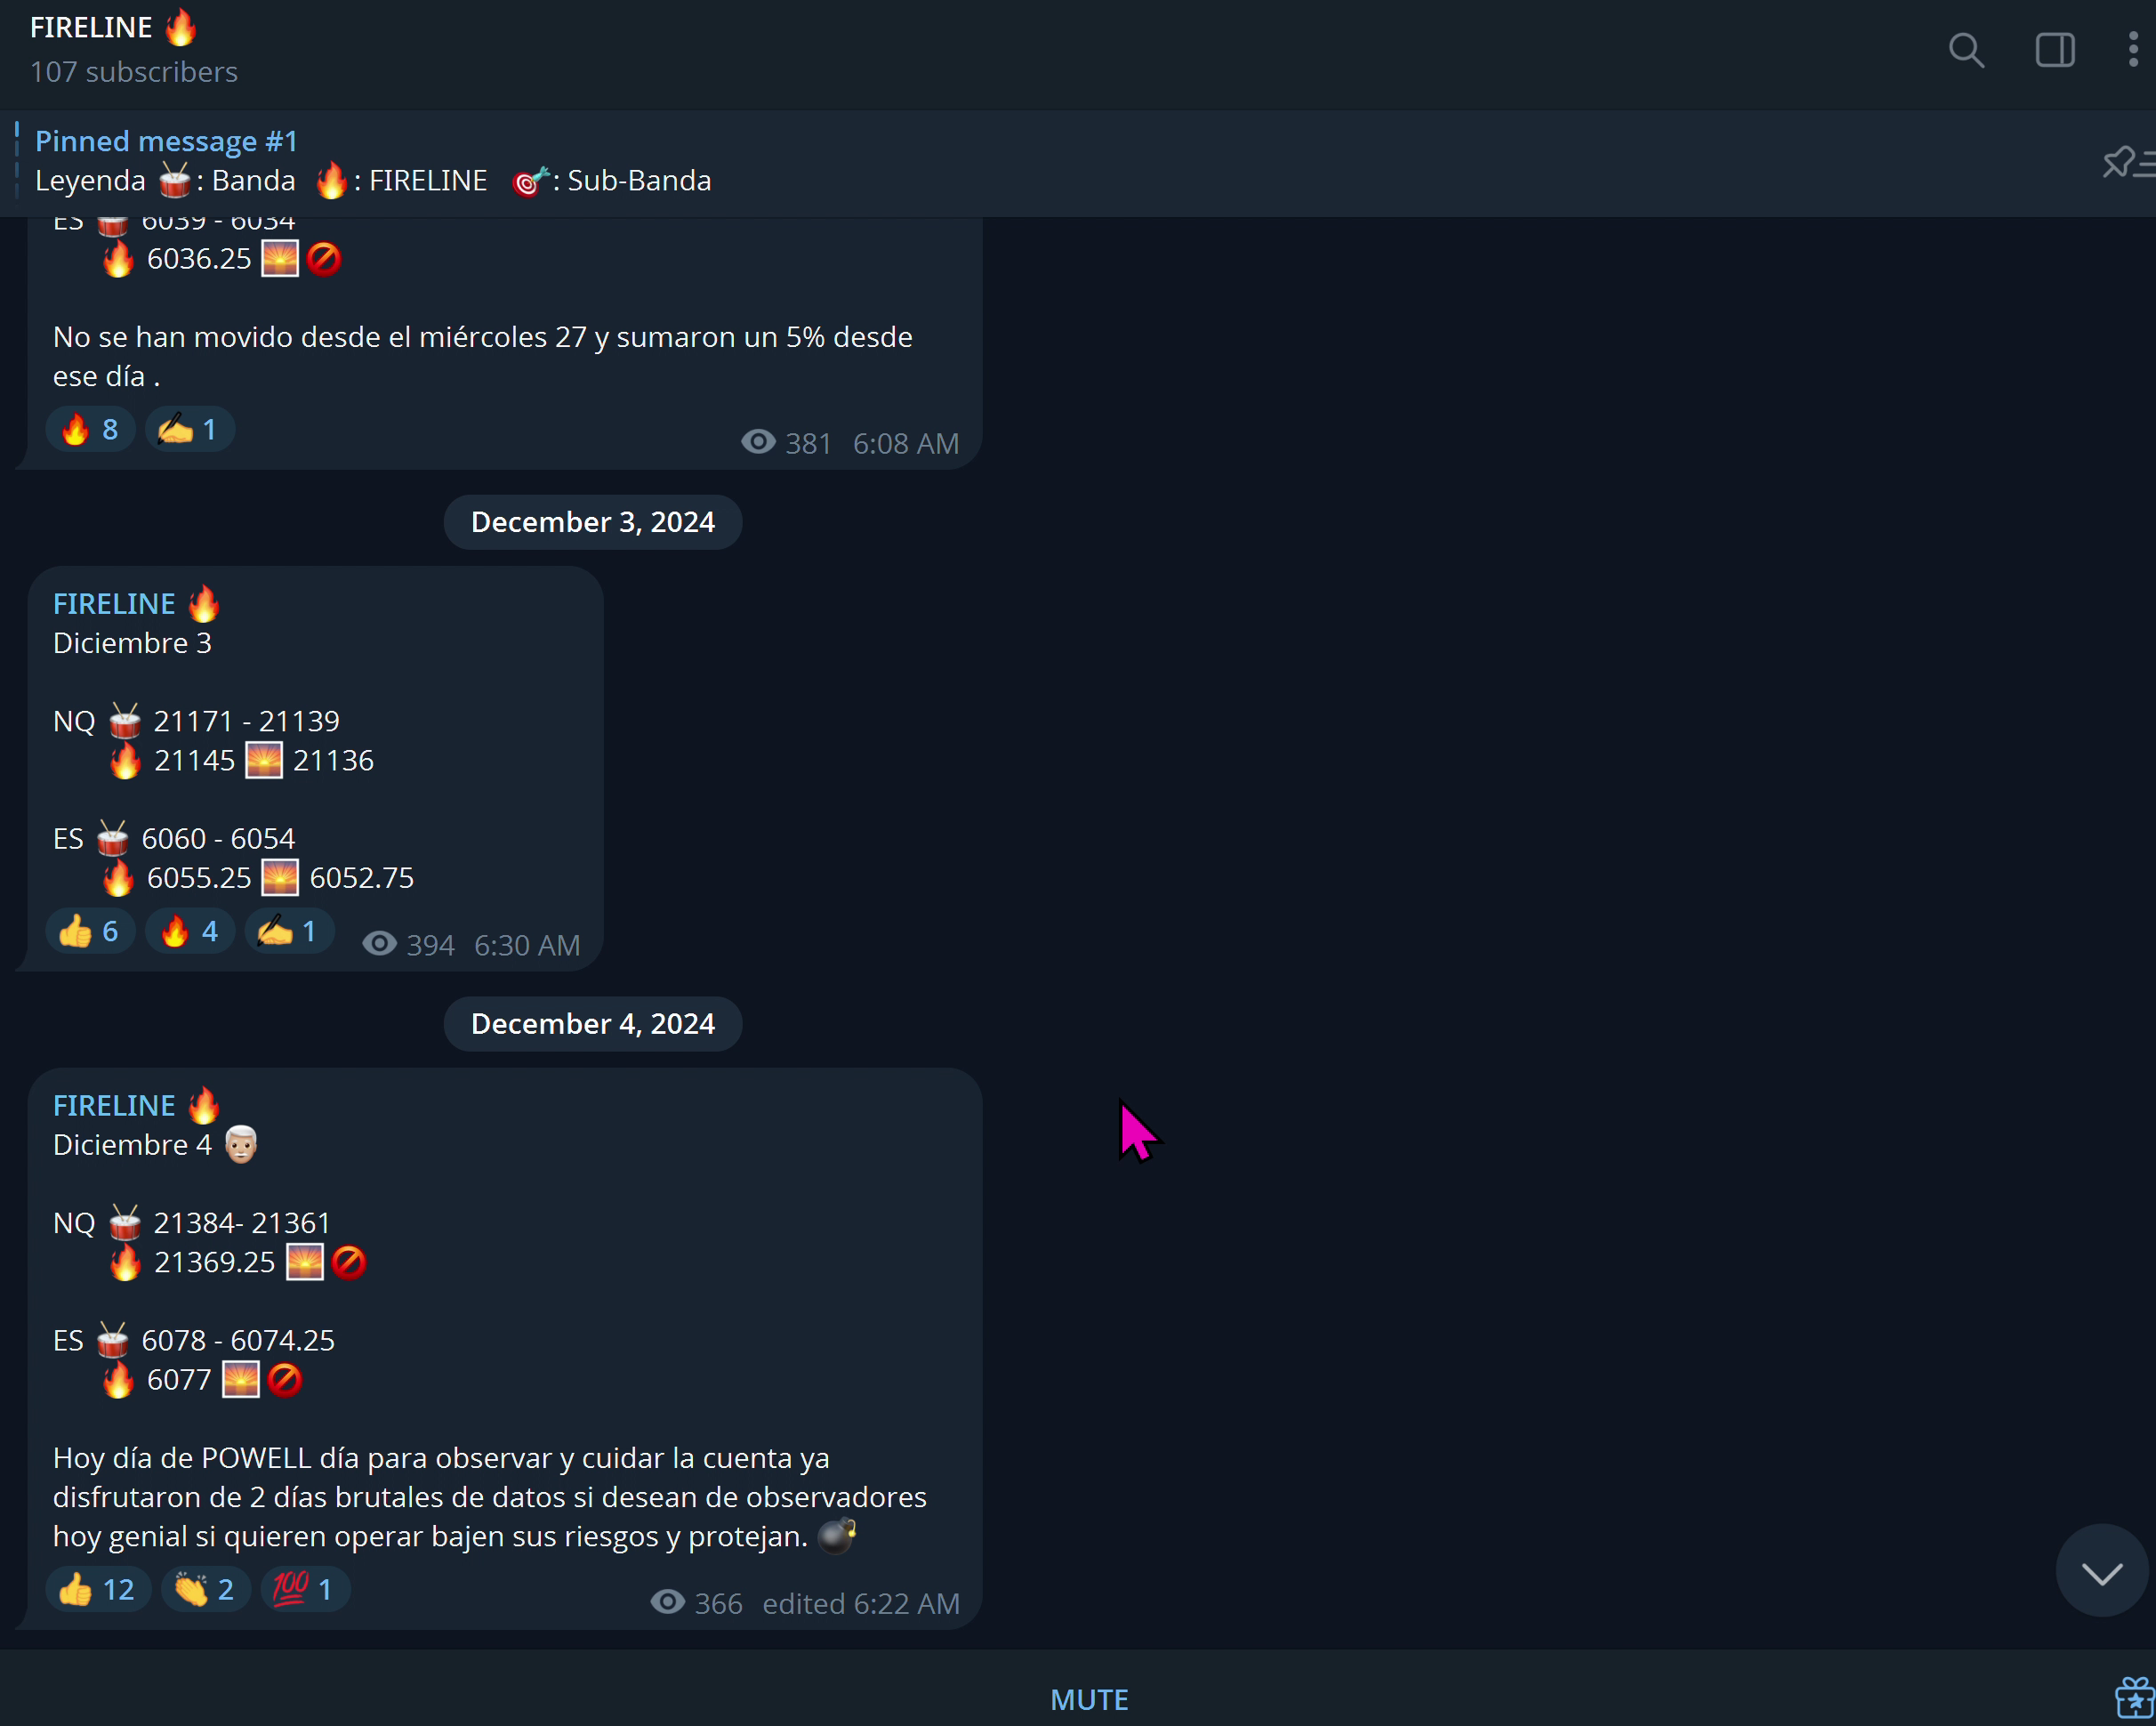 FIRELINE 🔥
107 subscribers
Pinned message #1
Leyenda 🥁: Banda 🔥: FIRELINE 🎯: Sub-Banda
ES 🥁 6039 - 6034
🔥 6036.25 🌅🚫
No se han movido desde el miércoles 27 y sumaron un 5% desde
ese día .
🔥 8 ✍ 1 381 6:08 AM
December 3, 2024
FIRELINE 🔥
Diciembre 3
NQ 🥁 21171 - 21139
🔥 21145 🌅 21136
ES 🥁 6060 - 6054
🔥 6055.25 🌅 6052.75
👍 6 🔥 4 ✍ 1 394 6:30 AM
December 4, 2024
FIRELINE 🔥
Diciembre 4 👨🏼‍🦳
NQ 🥁 21384- 21361
🔥 21369.25 🌅🚫
ES 🥁 6078 - 6074.25
🔥 6077 🌅🚫
Hoy día de POWELL día para observar y cuidar la cuenta ya
disfrutaron de 2 días brutales de datos si desean de observadores
hoy genial si quieren operar bajen sus riesgos y protejan. 💣
👍 12 👏 2 💯 1 366 edited 6:22 AM
MUTE